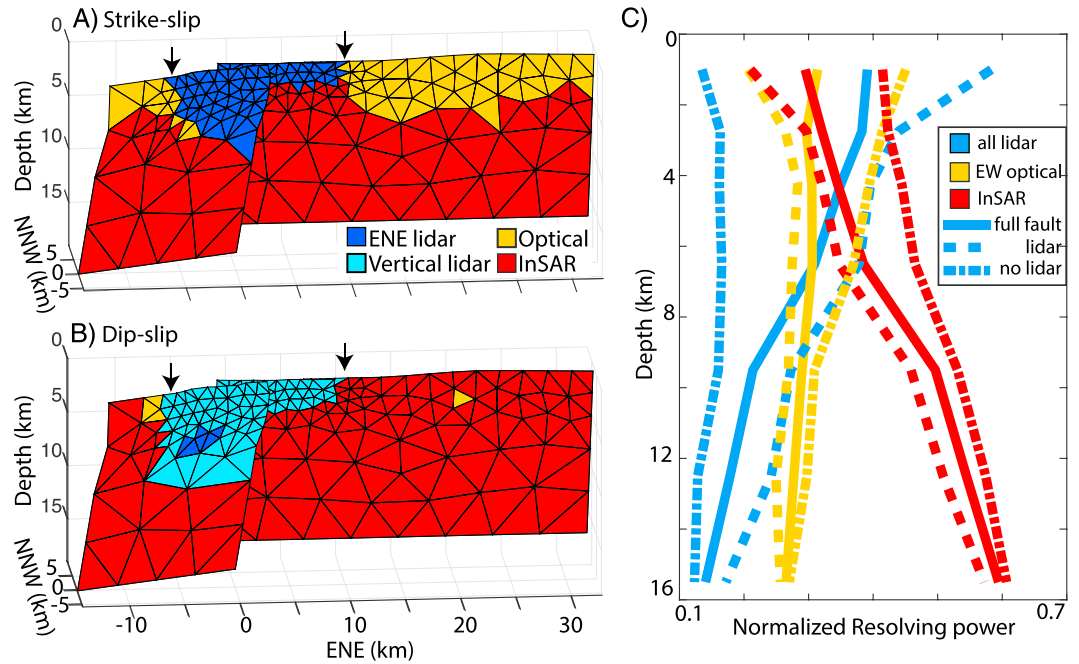 A) Strike-slip
0
5
10
15
Depth (km)
NNW (km)
5
0
-5
ENE lidar
Optical
Vertical lidar
InSAR
B) Dip-slip
0
5
10
15
Depth (km)
NNW (km)
5
0
-5
-10 0 10 20 30
ENE (km)
C)
0
4
8
12
16
Depth (km)
all lidar
EW optical
InSAR
full fault
lidar
no lidar
0.1 0.7
Normalized Resolving power